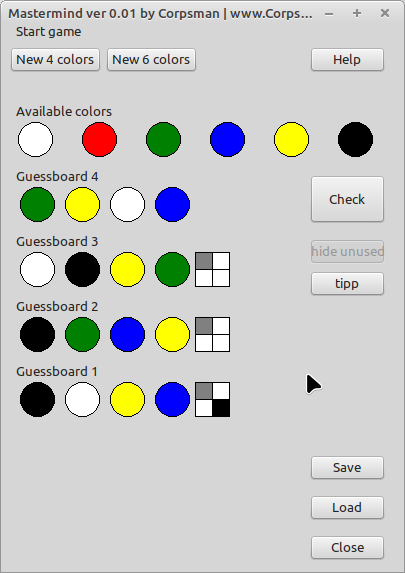 Mastermind ver 0.01 by Corpsman | www.Corps...
Start game
New 4 colors New 6 colors Help
Available colors
Guessboard 4
Check
Guessboard 3
hide unused
tipp
Guessboard 2
Guessboard 1
Save
Load
Close